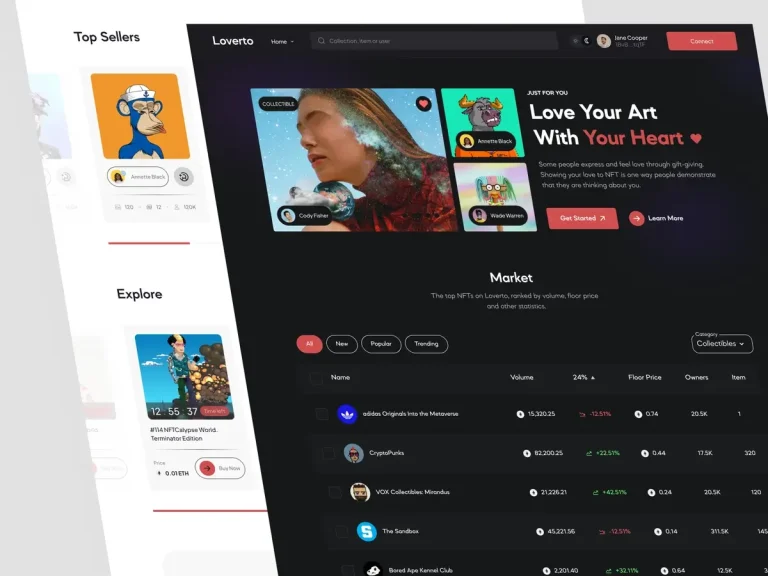 Top Sellers
Annette Black
12G
12
130K
Explore
12 : 55 : 37
Time left
#114 NFTCalypse World..
Terminator Edition
Price
0.01 ETH
Buy Now
Loverto
Home
Collection, item or user
Jane Cooper
Connect
COLLECTIBLE
Cody Fisher
Annette Black
Wade Warren
JUST FOR YOU
Love Your Art
With Your Heart
Some people express and feel love through gift-giving.
Showing your love to NFT is one way people demonstrate
that they are thinking about you.
Get Started
Learn More
Market
The top NFTs on Loverto, ranked by volume, floor price
and other statistics.
All
New
Popular
Trending
Category
Collectibles
Name Volume 24% Floor Price Owners Item
adidas Originals Into the Metaverse 15,320.25 -12.51% 0.74 20.5K 1
CryptoPunks 82,200.25 +22.51% 0.44 17.5K 320
VOX Collectibles: Mirandus 21,226.21 +42.51% 0.24 20.5K 120
The Sandbox 45,221.56 -12.51% 0.14 311.5K 145
Bored Ape Kennel Club 2,201.40 +32.11% 0.64 12.5K